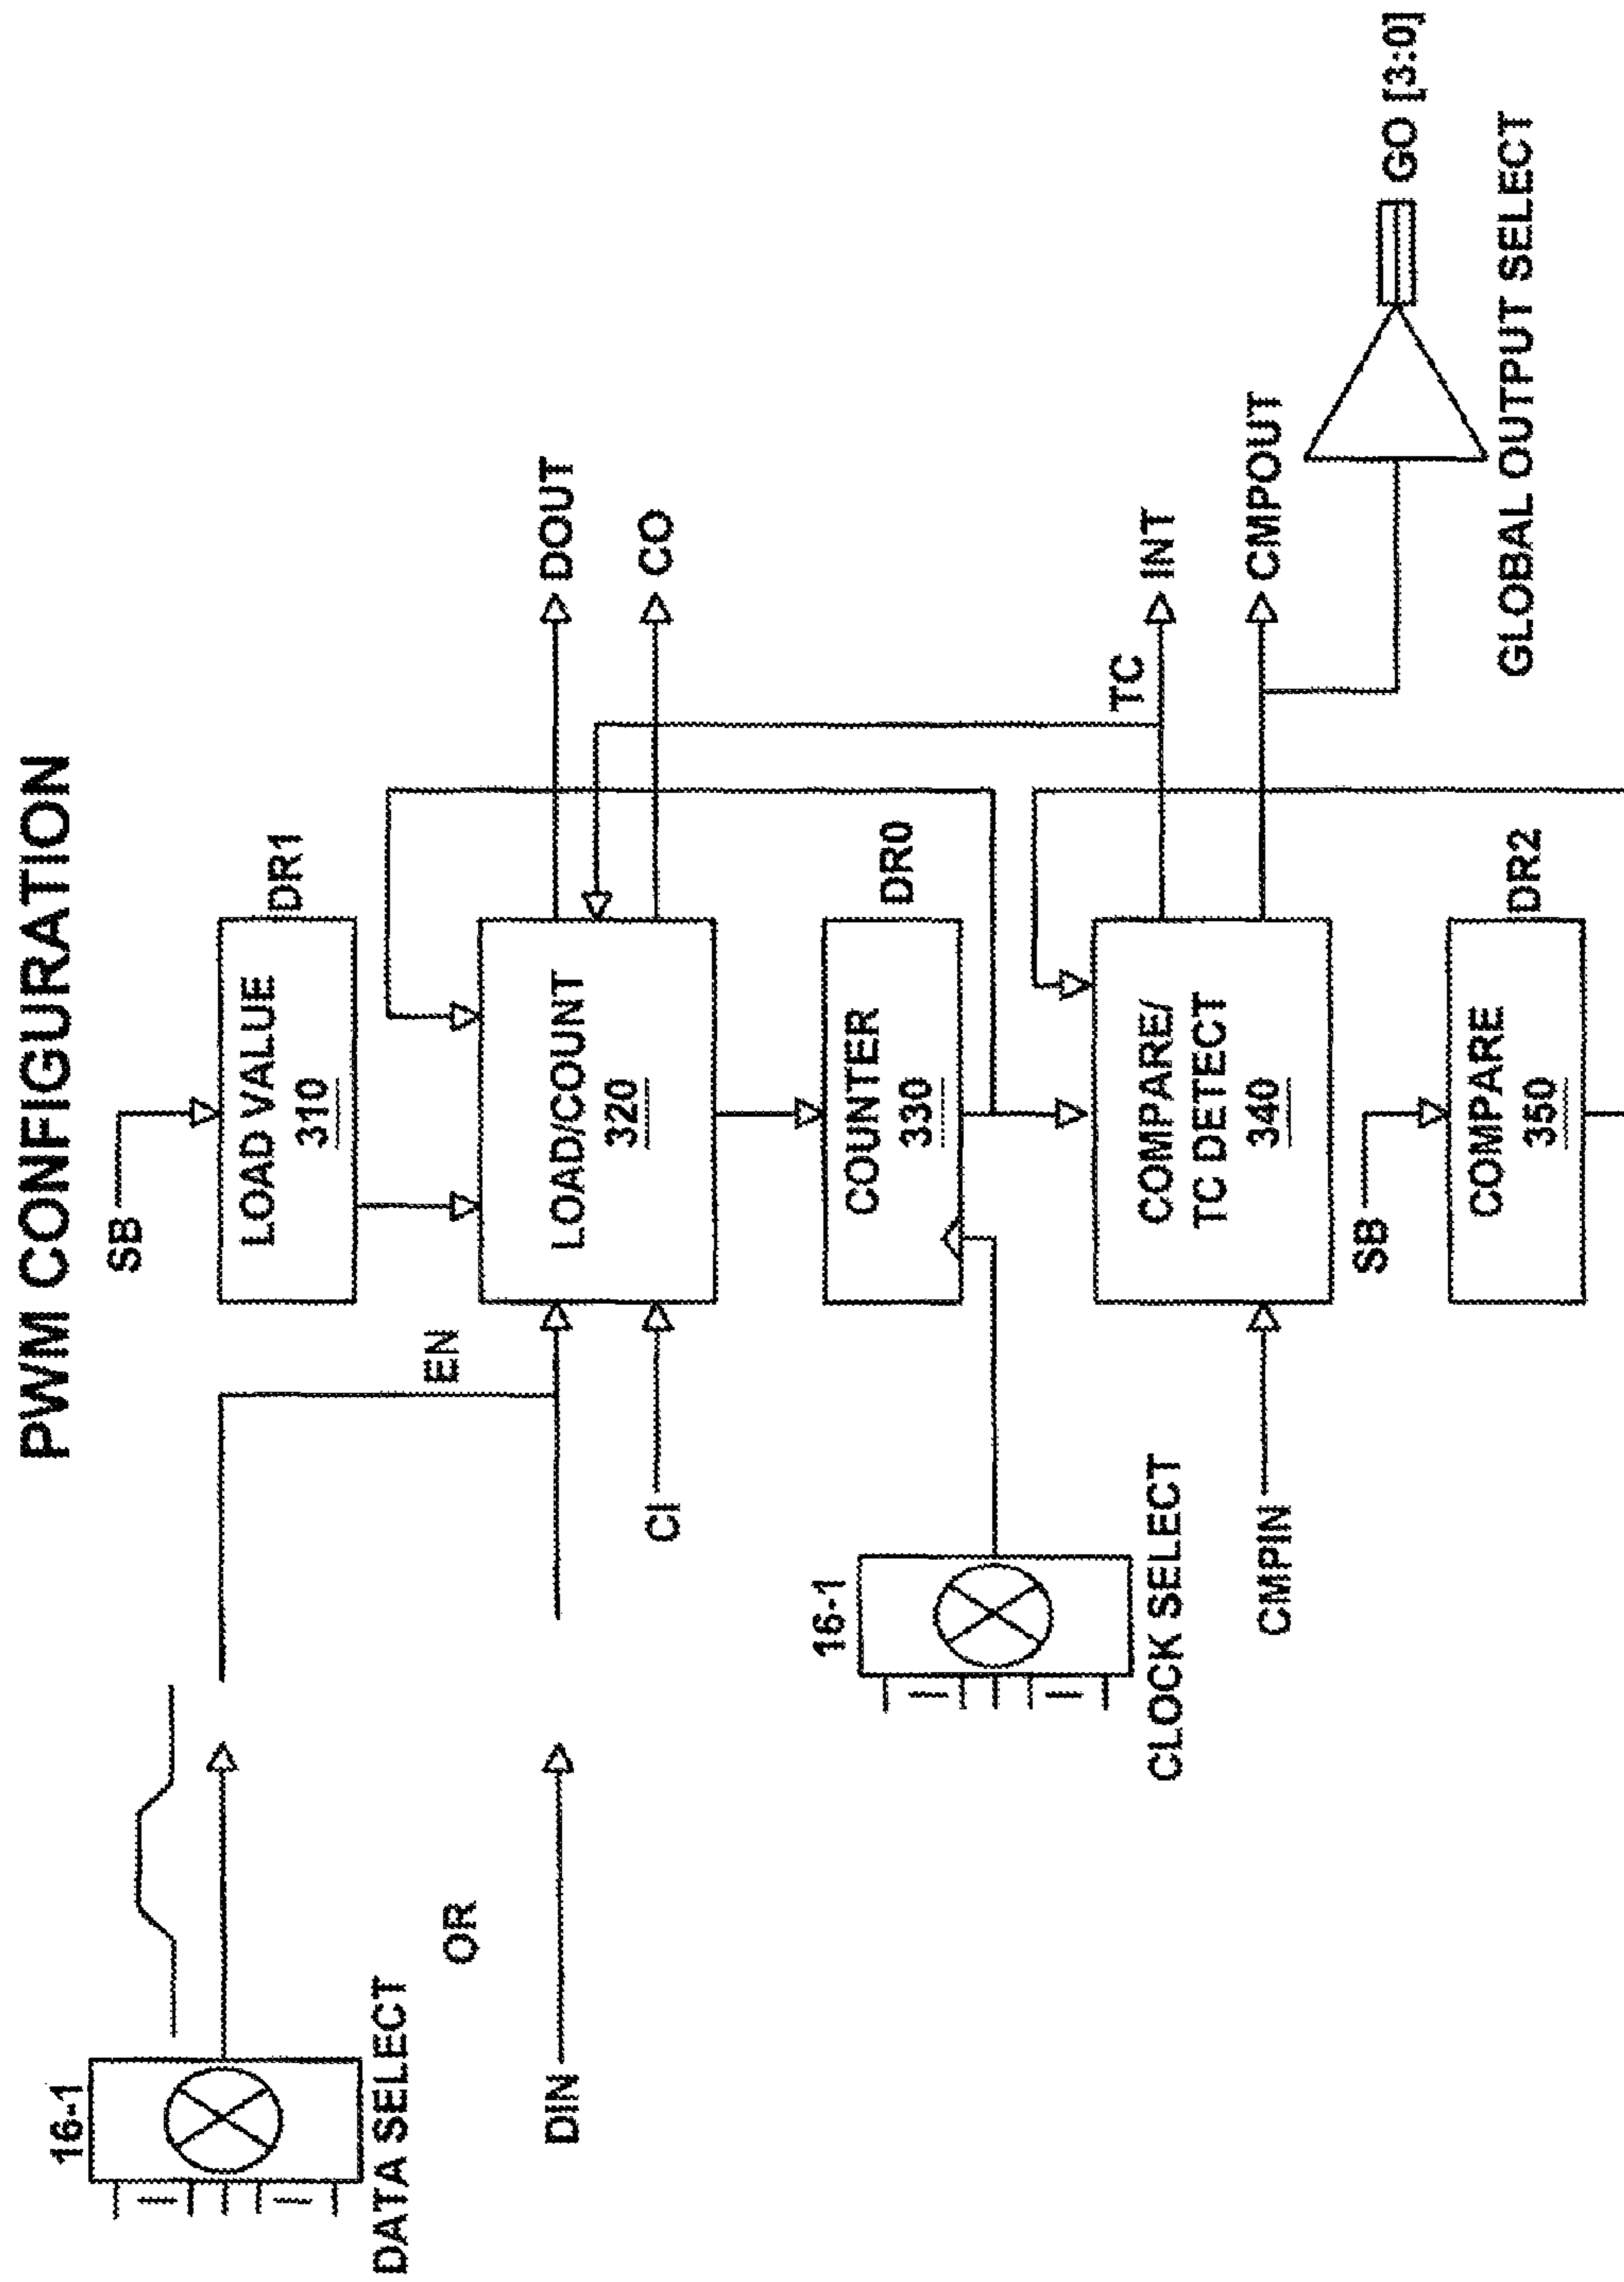 PWM CONFIGURATION
16-1
DATA SELECT
OR
DIN
SB
LOAD VALUE
310
DR1
EN
CI
LOAD/COUNT
320
DOUT
CO
16-1
CLOCK SELECT
COUNTER
330
DR0
TC
INT
CMPIN
COMPARE/
TC DETECT
340
CMPOUT
GO [3:0]
GLOBAL OUTPUT SELECT
SB
COMPARE
350
DR2